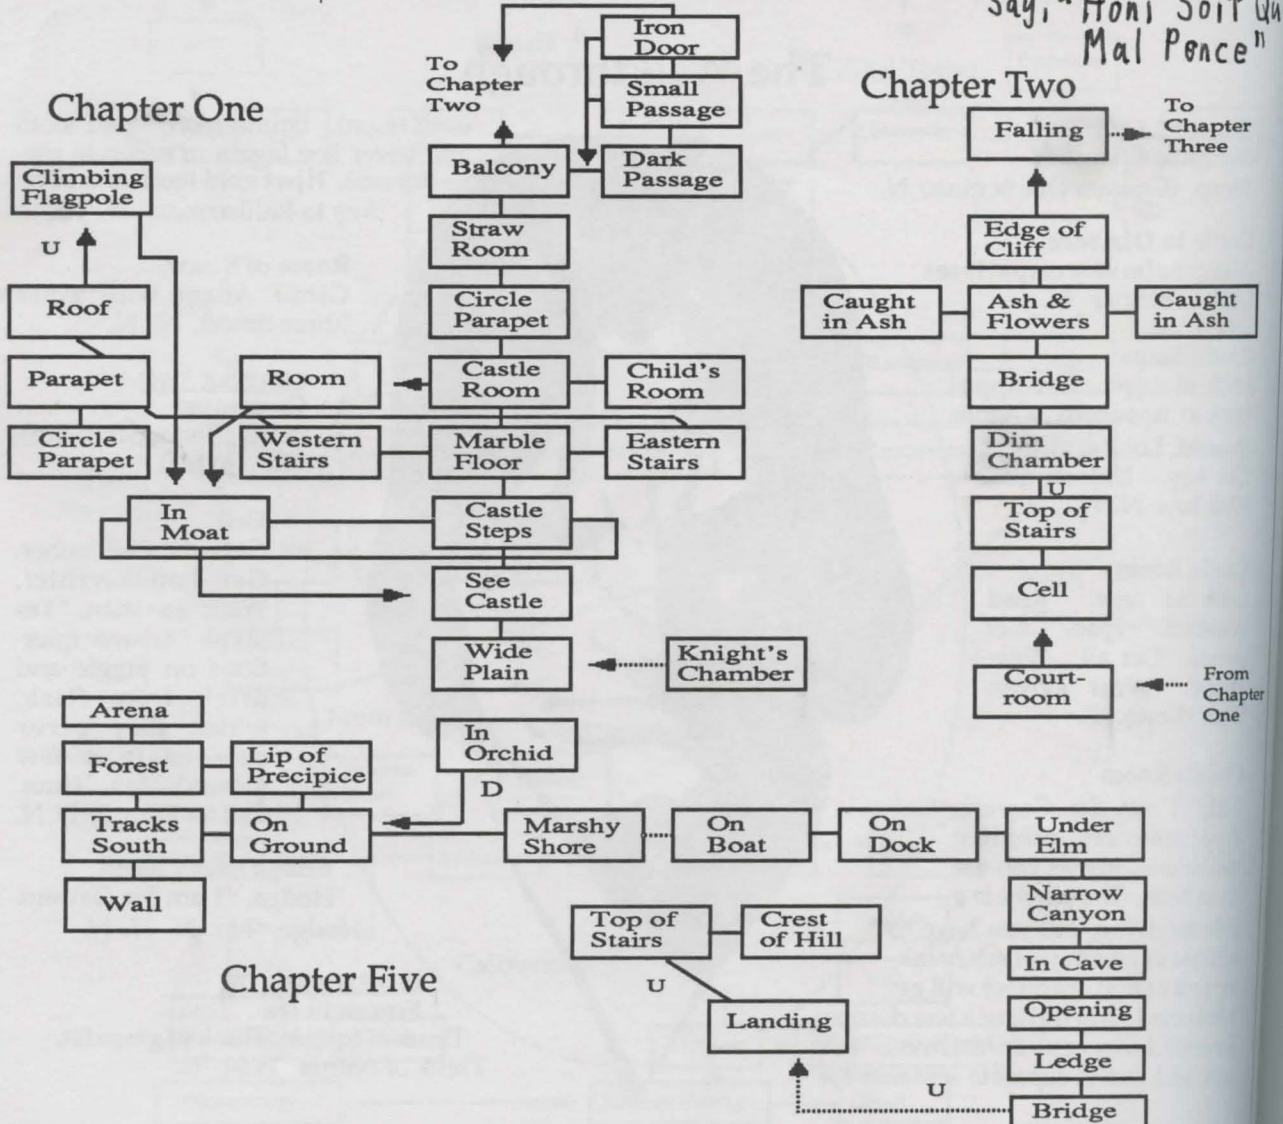 Say, "Honi Soit Qu
Mal Pence"
Chapter One
To
Chapter
Two
Iron
Door
Small
Passage
Dark
Passage
Balcony
Climbing
Flagpole
U
Roof
Straw
Room
Circle
Parapet
Parapet
Room
Castle
Room
Child's
Room
Circle
Parapet
Western
Stairs
Marble
Floor
Eastern
Stairs
In
Moat
Castle
Steps
See
Castle
Wide
Plain
Knight's
Chamber
Chapter Two
Falling
To
Chapter
Three
Edge of
Cliff
Caught
in Ash
Ash &
Flowers
Caught
in Ash
Bridge
Dim
Chamber
U
Top of
Stairs
Cell
Court-
room
From
Chapter
One
Arena
Forest
Lip of
Precipice
In
Orchid
D
Tracks
South
On
Ground
Marshy
Shore
On
Boat
On
Dock
Under
Elm
Wall
Narrow
Canyon
Top of
Stairs
Crest
of Hill
In Cave
Chapter Five
U
Opening
Landing
Ledge
U
Bridge